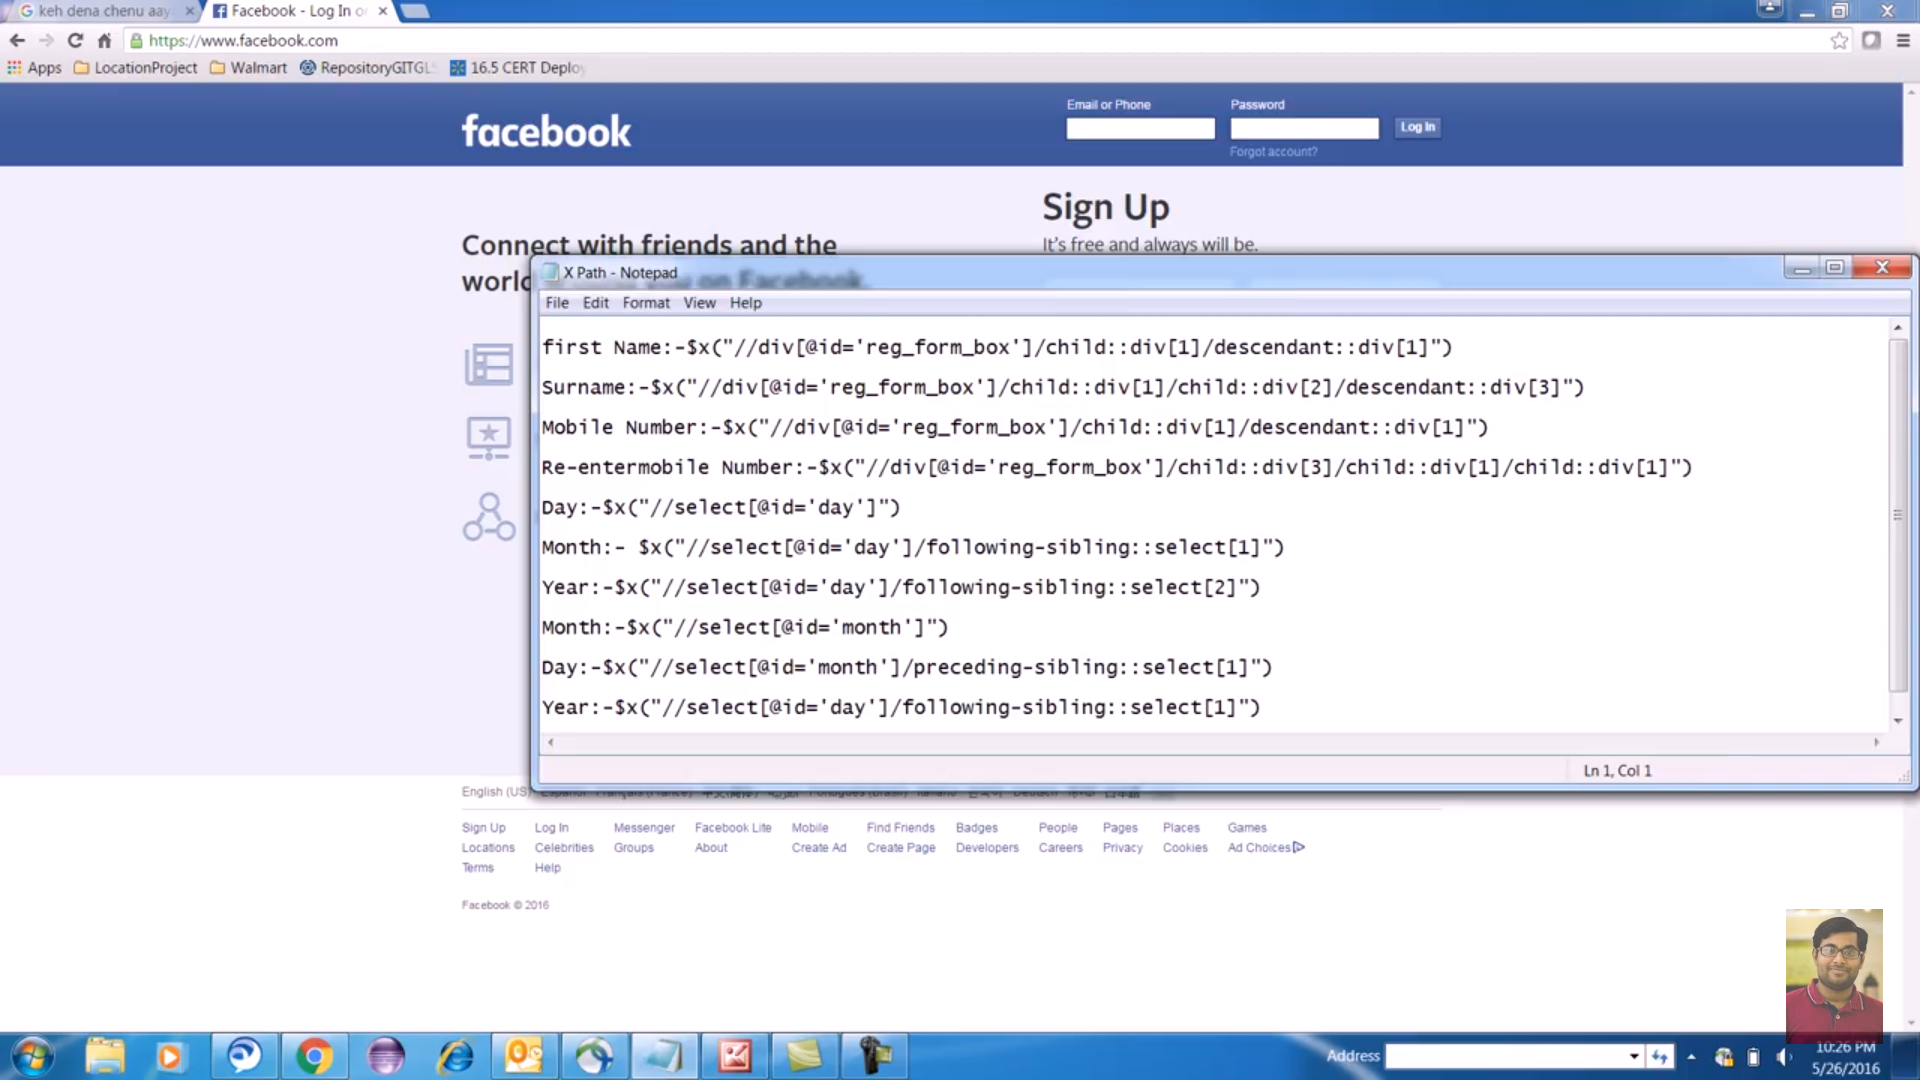 keh dena chenu aay
Facebook - Log In o
https://www.facebook.com
Apps LocationProject Walmart RepositoryGITGL 16.5 CERT Deplo
facebook
Email or Phone Password
Log In
Forgot account?
Sign Up
It's free and always will be.
Connect with friends and the
world you on Facebook.
X Path - Notepad
File Edit Format View Help
first Name:-$x("//div[@id='reg_form_box']/child::div[1]/descendant::div[1]")
Surname:-$x("//div[@id='reg_form_box']/child::div[1]/child::div[2]/descendant::div[3]")
Mobile Number:-$x("//div[@id='reg_form_box']/child::div[1]/descendant::div[1]")
Re-entermobile Number:-$x("//div[@id='reg_form_box']/child::div[3]/child::div[1]/child::div[1]")
Day:-$x("//select[@id='day']")
Month:- $x("//select[@id='day']/following-sibling::select[1]")
Year:-$x("//select[@id='day']/following-sibling::select[2]")
Month:-$x("//select[@id='month']")
Day:-$x("//select[@id='month']/preceding-sibling::select[1]")
Year:-$x("//select[@id='day']/following-sibling::select[1]")
Ln 1, Col 1
English (US)
Sign Up Log In Messenger Facebook Lite Mobile Find Friends Badges People Pages Places Games
Locations Celebrities Groups About Create Ad Create Page Developers Careers Privacy Cookies Ad Choices
Terms Help
Facebook © 2016
Address
10:26 PM
5/26/2016